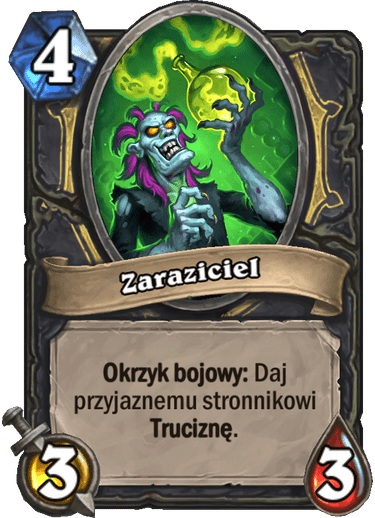 4
Zaraziciel
Okrzyk bojowy: Daj
przyjaznemu stronnikowi
Truciznę.
3
3